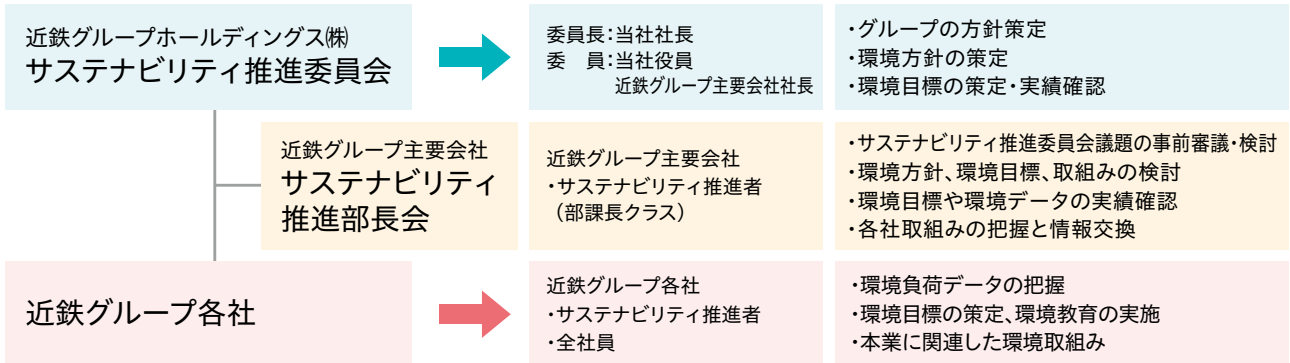 近鉄グループホールディングス㈱
サステナビリティ推進委員会
委員長:当社社長
委　員:当社役員
近鉄グループ主要会社社長
・グループの方針策定
・環境方針の策定
・環境目標の策定・実績確認
近鉄グループ主要会社
サステナビリティ
推進部長会
近鉄グループ主要会社
・サステナビリティ推進者
（部課長クラス）
・サステナビリティ推進委員会議題の事前審議・検討
・環境方針、環境目標、取組みの検討
・環境目標や環境データの実績確認
・各社取組みの把握と情報交換
近鉄グループ各社
近鉄グループ各社
・サステナビリティ推進者
・全社員
・環境負荷データの把握
・環境目標の策定、環境教育の実施
・本業に関連した環境取組み